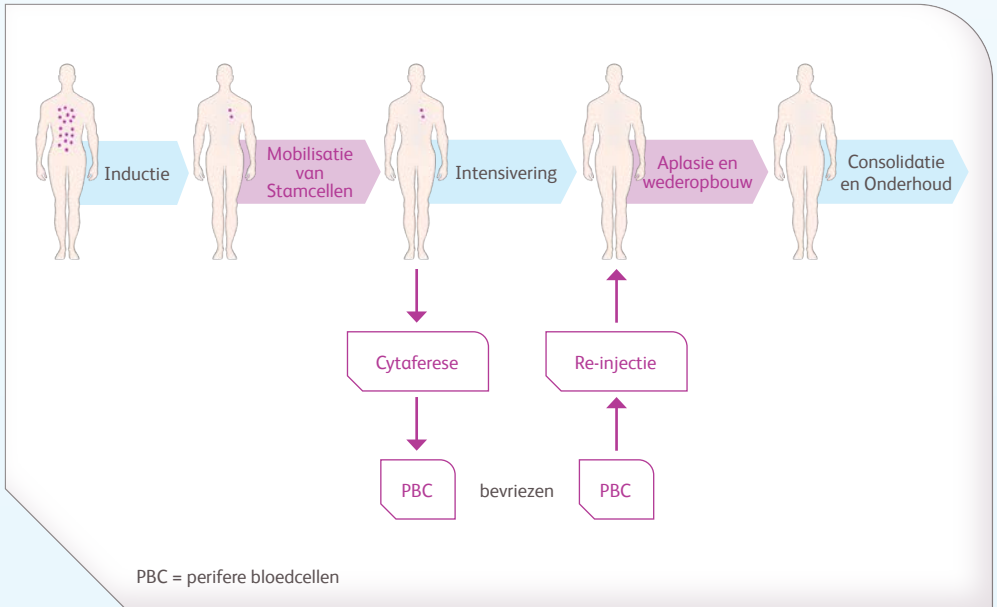 Inductie
Mobilisatie
van
Stamcellen
Intensivering
Aplasie en
wederopbouw
Consolidatie
en Onderhoud
Cytaferese
Re-injectie
PBC
bevriezen
PBC
PBC = perifere bloedcellen